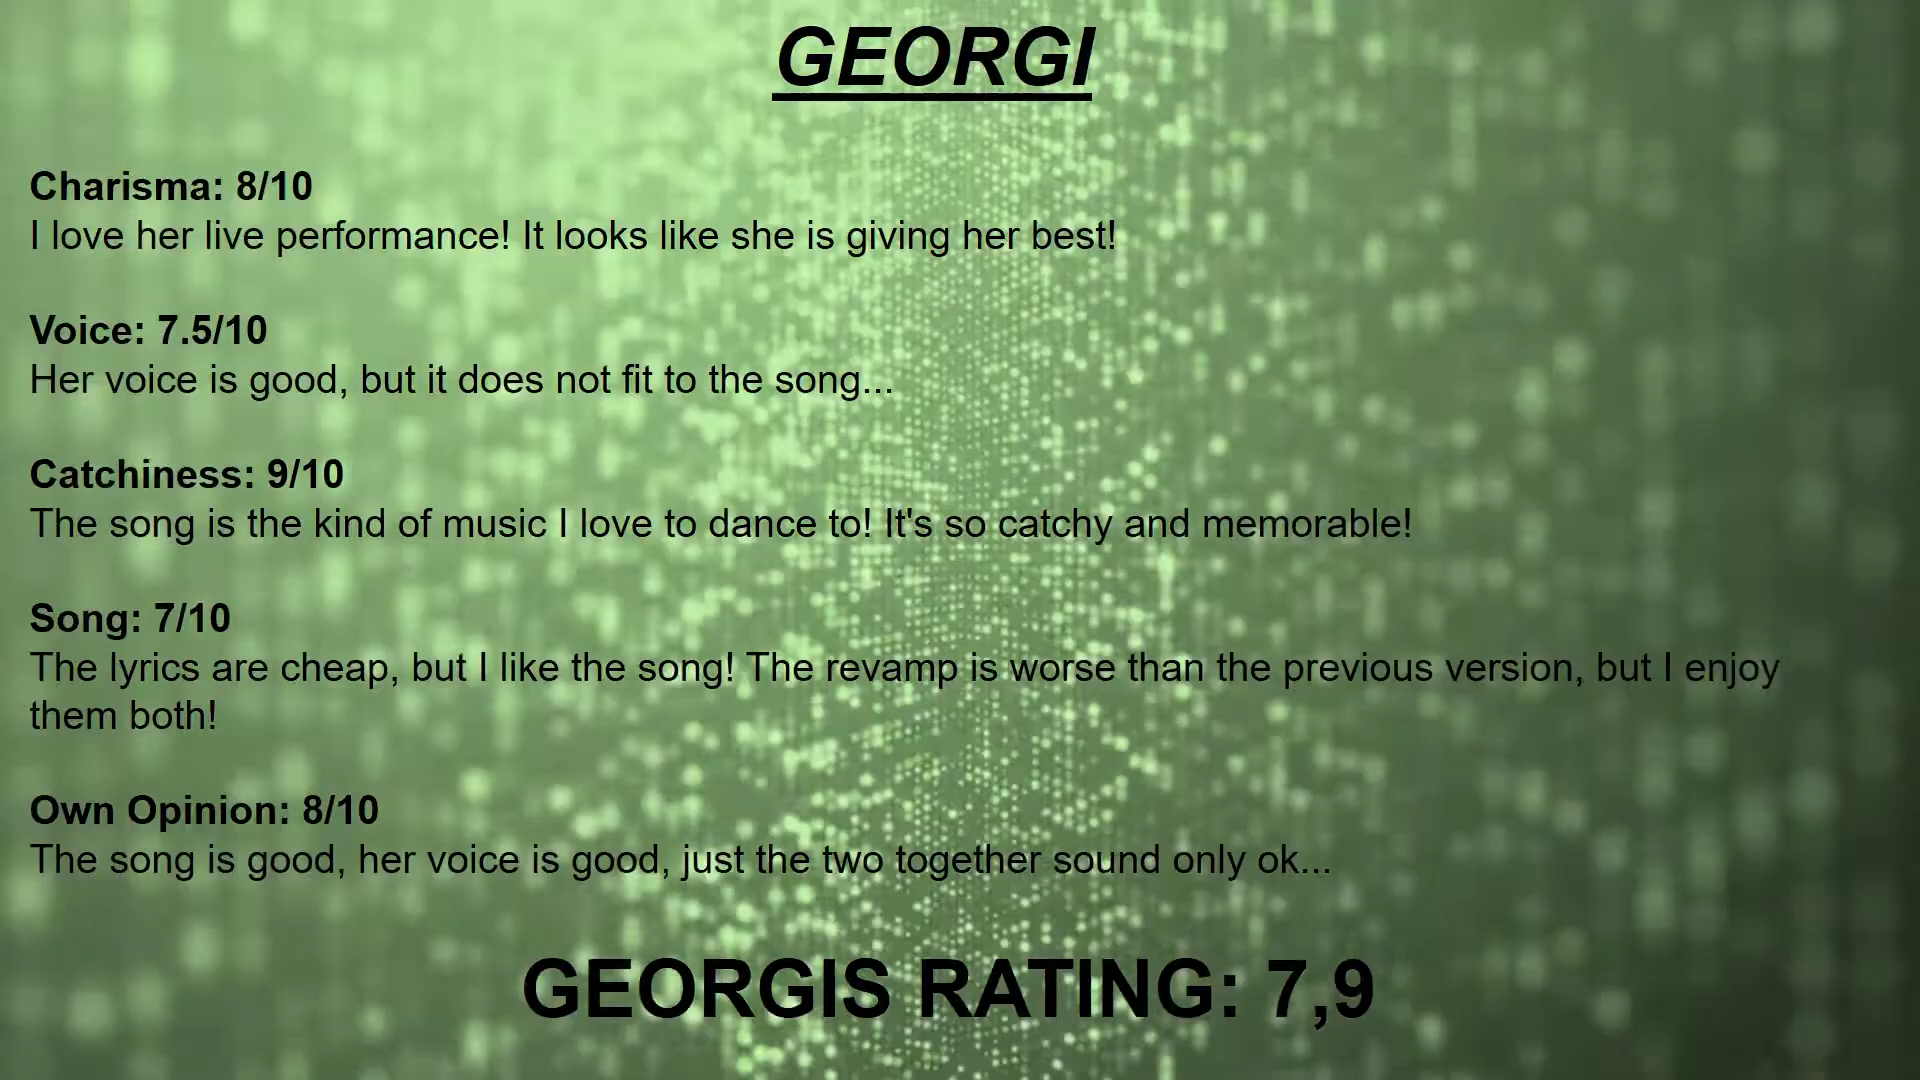 GEORGI
Charisma: 8/10
I love her live performance! It looks like she is giving her best!
Voice: 7.5/10
Her voice is good, but it does not fit to the song...
Catchiness: 9/10
The song is the kind of music I love to dance to! It's so catchy and memorable!
Song: 7/10
The lyrics are cheap, but I like the song! The revamp is worse than the previous version, but I enjoy
them both!
Own Opinion: 8/10
The song is good, her voice is good, just the two together sound only ok...
GEORGIS RATING: 7,9